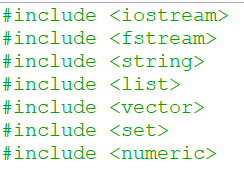 #include <iostream>
#include <fstream>
#include <string>
#include <list>
#include <vector>
#include <set>
#include <numeric>